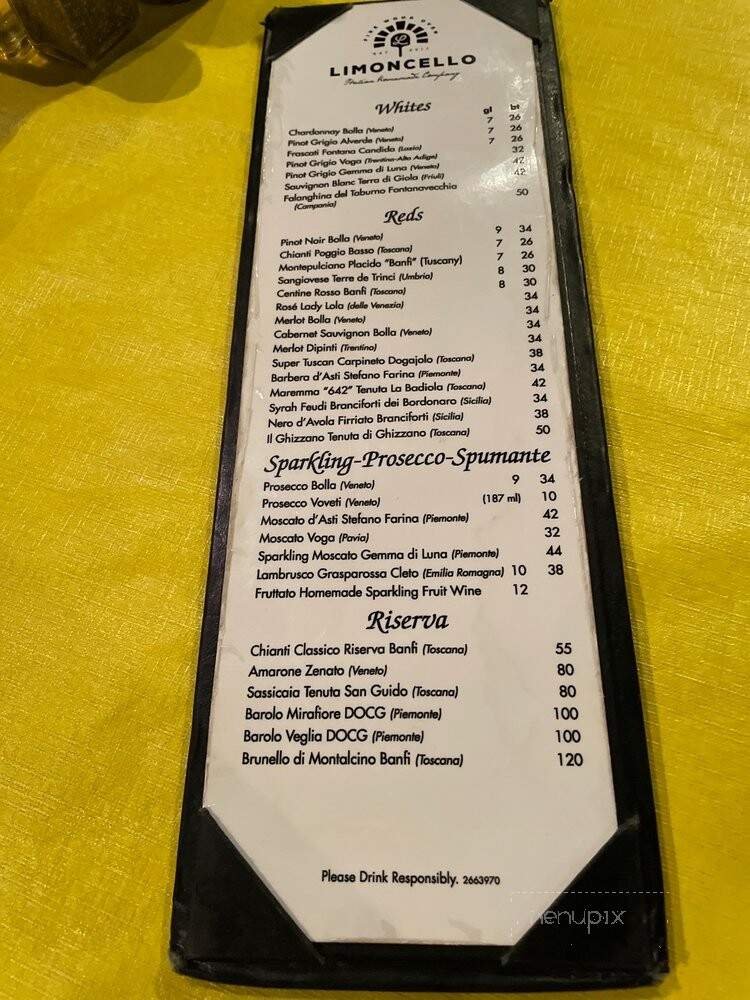 LIMONCELLO
Italian Homemade Company
Whites gl bt
Chardonnay Bolla (Veneto) 7 26
Pinot Grigio Alverde (Veneto) 7 26
Frascati Fontana Candida (Lazio) 7 26
Pinot Grigio Voga (Trentino-Alto Adige) 32
Pinot Grigio Gemma di Luna (Veneto) 42
Sauvignon Blanc Terra di Giola (Friuli) 42
Falanghina del Taburno Fontanavecchia 50
(Campania)
Reds
Pinot Noir Bolla (Veneto) 9 34
Chianti Poggio Basso (Toscana) 7 26
Montepulciano Placido "Banfi" (Tuscany) 7 26
Sangiovese Terre de Trinci (Umbria) 8 30
Centine Rosso Banfi (Toscana) 8 30
Rosé Lady Lola (delle Venezia) 34
Merlot Bolla (Veneto) 34
Cabernet Sauvignon Bolla (Veneto) 34
Merlot Dipinti (Trentino) 34
Super Tuscan Carpineto Dogajolo (Toscana) 38
Barbera d'Asti Stefano Farina (Piemonte) 34
Maremma "642" Tenuta La Badiola (Toscana) 42
Syrah Feudi Branciforti dei Bordonaro (Sicilia) 34
Nero d'Avola Firriato Branciforti (Sicilia) 38
Il Ghizzano Tenuta di Ghizzano (Toscana) 50
Sparkling-Prosecco-Spumante
Prosecco Bolla (Veneto) 9 34
Prosecco Voveti (Veneto) (187 ml) 10
Moscato d'Asti Stefano Farina (Piemonte) 42
Moscato Voga (Pavia) 32
Sparkling Moscato Gemma di Luna (Piemonte) 44
Lambrusco Grasparossa Cleto (Emilia Romagna) 10 38
Fruttato Homemade Sparkling Fruit Wine 12
Riserva
Chianti Classico Riserva Banfi (Toscana) 55
Amarone Zenato (Veneto) 80
Sassicaia Tenuta San Guido (Toscana) 80
Barolo Mirafiore DOCG (Piemonte) 100
Barolo Veglia DOCG (Piemonte) 100
Brunello di Montalcino Banfi (Toscana) 120
Please Drink Responsibly. 2663970
menupix